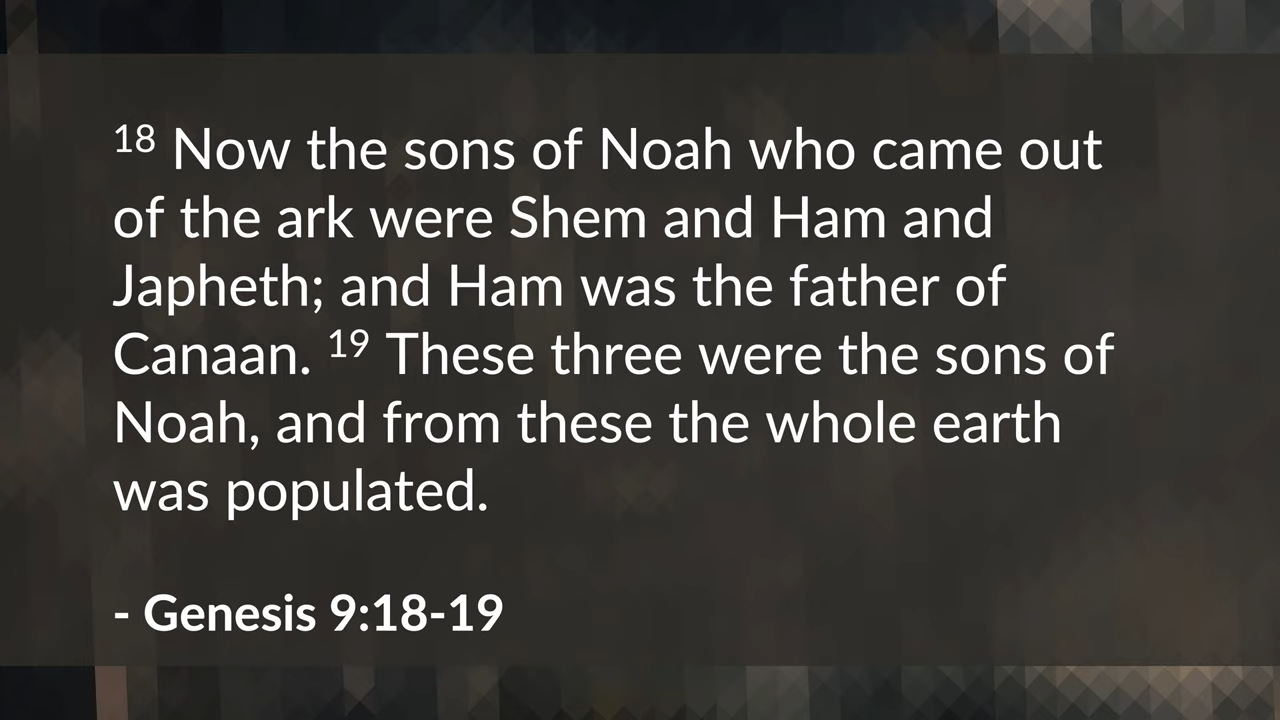 18 Now the sons of Noah who came out
of the ark were Shem and Ham and
Japheth; and Ham was the father of
Canaan. 19 These three were the sons of
Noah, and from these the whole earth
was populated.
- Genesis 9:18-19